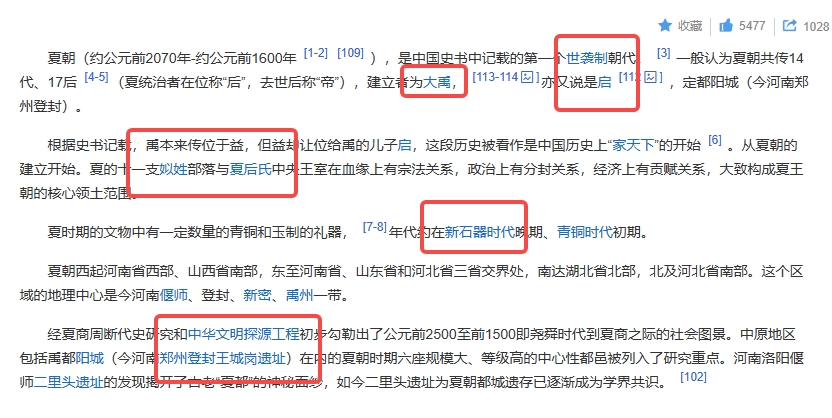 收藏 5477 1028
夏朝（约公元前2070年-约公元前1600年 [1-2] [109] ），是中国史书中记载的第一个世袭制朝代。 [3] 一般认为夏朝共传14
代、17后 [4-5] （夏统治者在位称“后”，去世后称“帝”），建立者为大禹， [113-114 ] 亦又说是启 [112 ] ，定都阳城（今河南郑
州登封）。
根据史书记载，禹本来传位于益，但益却让位给禹的儿子启，这段历史被看作是中国历史上“家天下”的开始 [6] 。从夏朝的
建立开始。夏的十一支姒姓部落与夏后氏中央王室在血缘上有宗法关系，政治上有分封关系，经济上有贡献关系，大致构成夏王
朝的核心领土范围。
夏时期的文物中有一定数量的青铜和玉制的礼器， [7-8] 年代约在新石器时代晚期、青铜时代初期。
夏朝西起河南省西部、山西省南部，东至河南省、山东省和河北省三省交界处，南达湖北省北部，北及河北省南部。这个区
域的地理中心是今河南偃师、登封、新密、禹州一带。
经夏商周断代史研究和中华文明探源工程初步勾勒出了公元前2500至前1500即尧舜时代到夏商之际的社会图景。中原地区
包括禹都阳城（今河南郑州登封王城岗遗址）在内的夏朝时期六座规模大、等级高的中心性都邑被列入了研究重点。河南洛阳偃
师二里头遗址的发现揭开了古老“夏都”的神秘面纱，如今二里头遗址为夏朝都城遗存已逐渐成为学界共识。 [102]